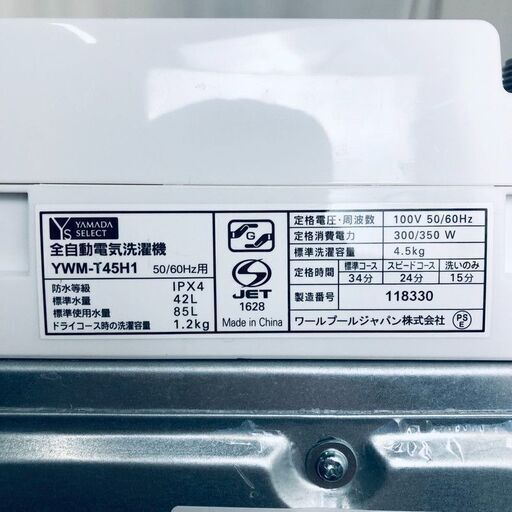 YS YAMADA SELECT
全自動電気洗濯機
YWM-T45H1 50/60Hz用
防水等級 IPX4
標準水量 42L
標準使用水量 85L
ドライコース時の洗濯容量 1.2kg
G
S
JET
1628
Made in China
定格電圧・周波数 100V 50/60Hz
定格消費電力 300/350 W
標準洗濯容量 4.5kg
定格時間 標準コース スピードコース 洗いのみ
34分 24分 15分
製造番号 118330
ワールプールジャパン株式会社 PSE